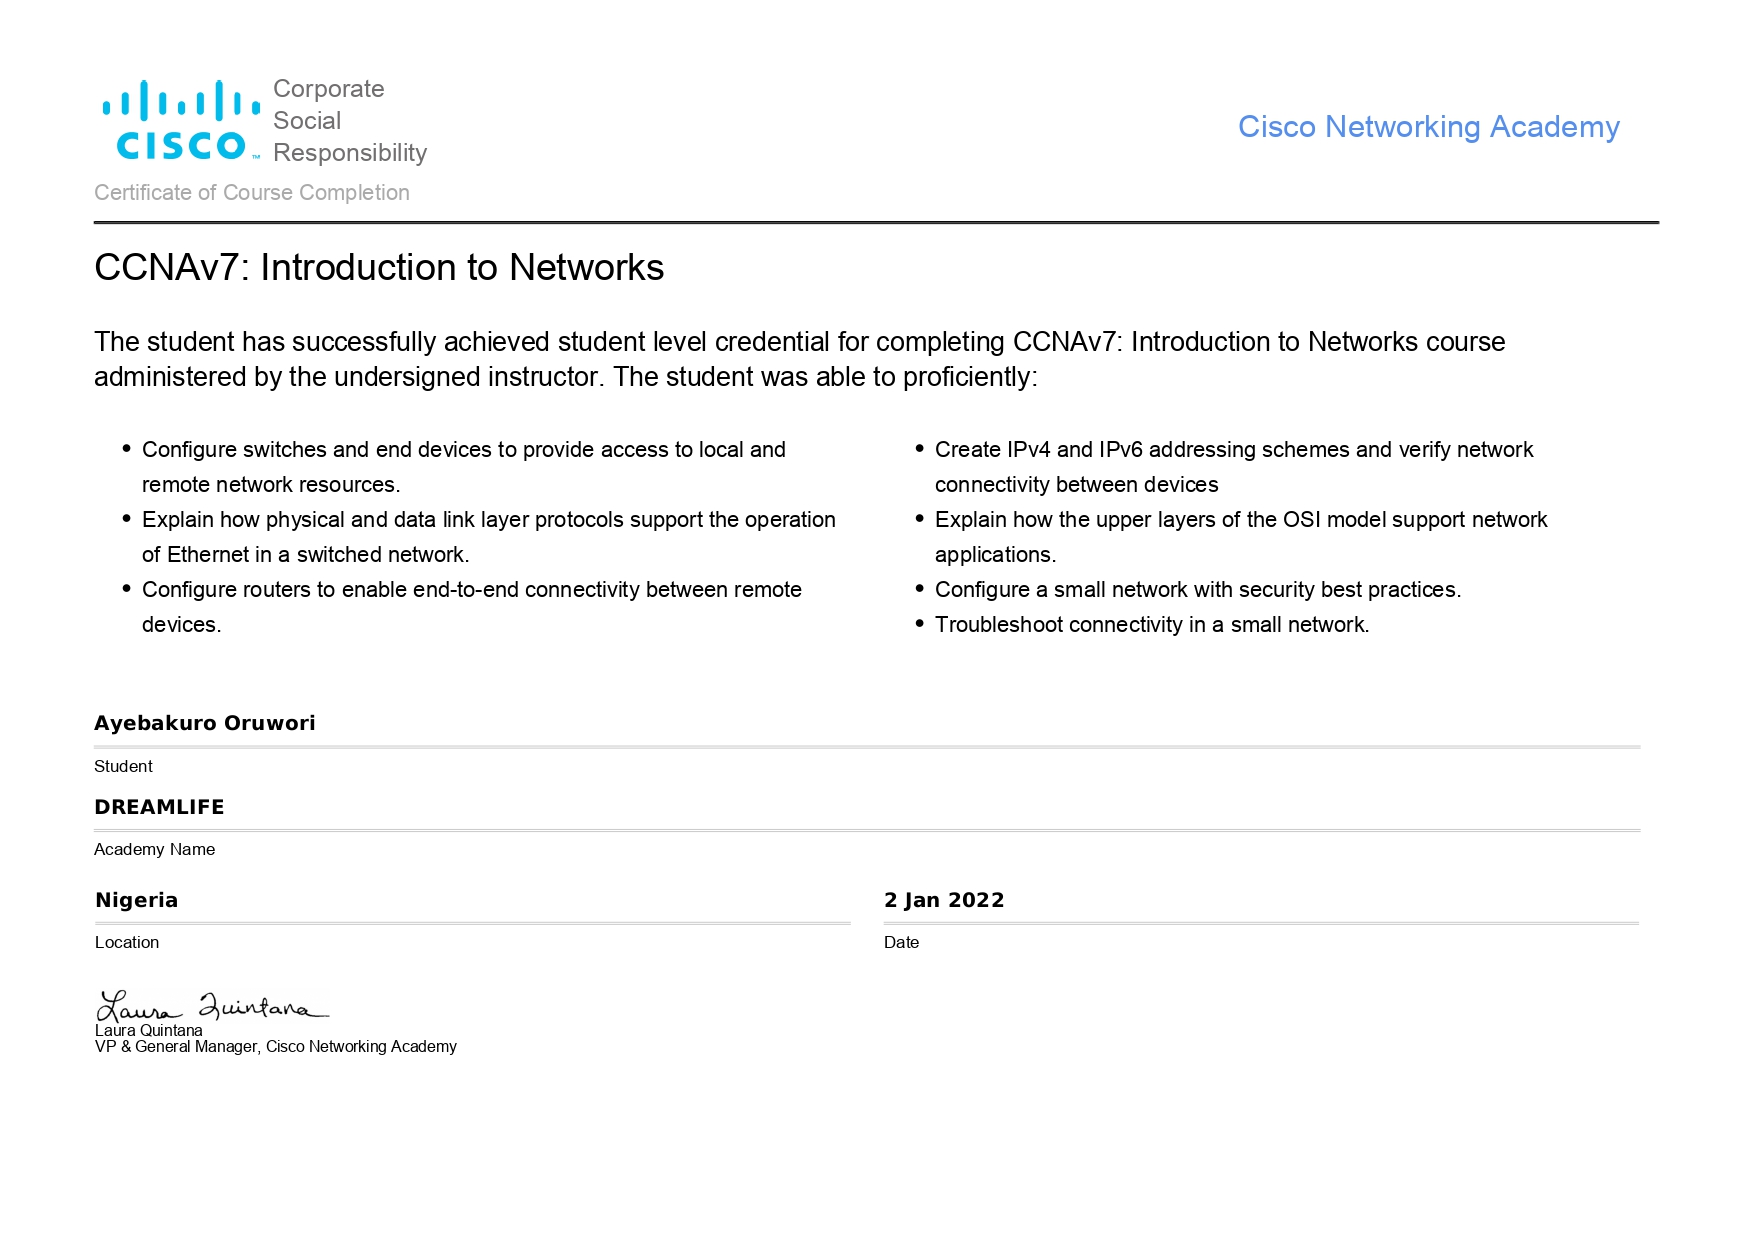 Corporate
Social
Responsibility
CISCO™
Cisco Networking Academy
Certificate of Course Completion
CCNAv7: Introduction to Networks
The student has successfully achieved student level credential for completing CCNAv7: Introduction to Networks course
administered by the undersigned instructor. The student was able to proficiently:
• Configure switches and end devices to provide access to local and
remote network resources.
• Explain how physical and data link layer protocols support the operation
of Ethernet in a switched network.
• Configure routers to enable end-to-end connectivity between remote
devices.
• Create IPv4 and IPv6 addressing schemes and verify network
connectivity between devices
• Explain how the upper layers of the OSI model support network
applications.
• Configure a small network with security best practices.
• Troubleshoot connectivity in a small network.
Ayebakuro Oruwori
Student
DREAMLIFE
Academy Name
Nigeria
Location
2 Jan 2022
Date
Laura Quintana
Laura Quintana
VP & General Manager, Cisco Networking Academy